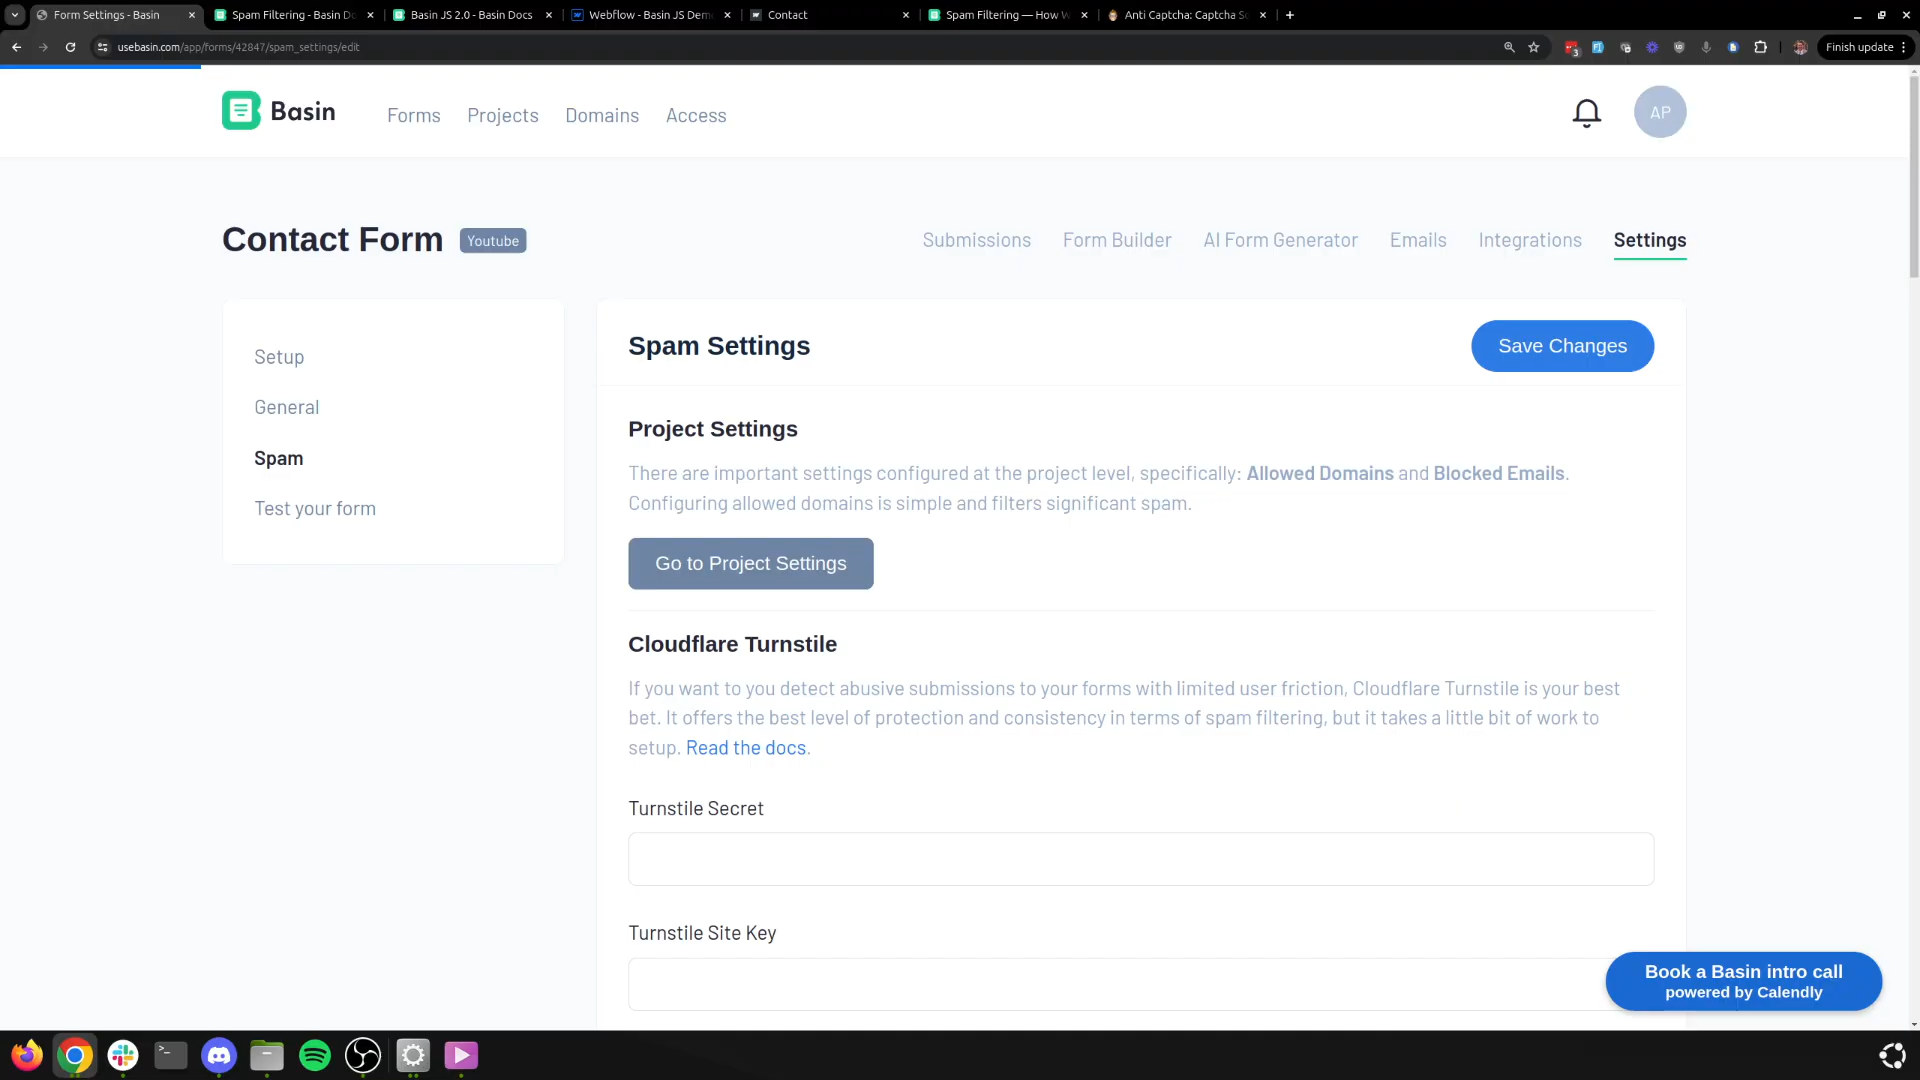 Form Settings - Basin
Spam Filtering - Basin Do
Basin JS 2.0 - Basin Docs
Webflow - Basin JS Dem
Contact
Spam Filtering — How W
Anti Captcha: Captcha So
usebasin.com/app/forms/42847/spam_settings/edit
3
Finish update
Basin
Forms
Projects
Domains
Access
AP
Contact Form
Youtube
Submissions
Form Builder
AI Form Generator
Emails
Integrations
Settings
Setup
General
Spam
Test your form
Spam Settings
Save Changes
Project Settings
There are important settings configured at the project level, specifically: Allowed Domains and Blocked Emails.
Configuring allowed domains is simple and filters significant spam.
Go to Project Settings
Cloudflare Turnstile
If you want to you detect abusive submissions to your forms with limited user friction, Cloudflare Turnstile is your best
bet. It offers the best level of protection and consistency in terms of spam filtering, but it takes a little bit of work to
setup. Read the docs.
Turnstile Secret
Turnstile Site Key
Book a Basin intro call
powered by Calendly